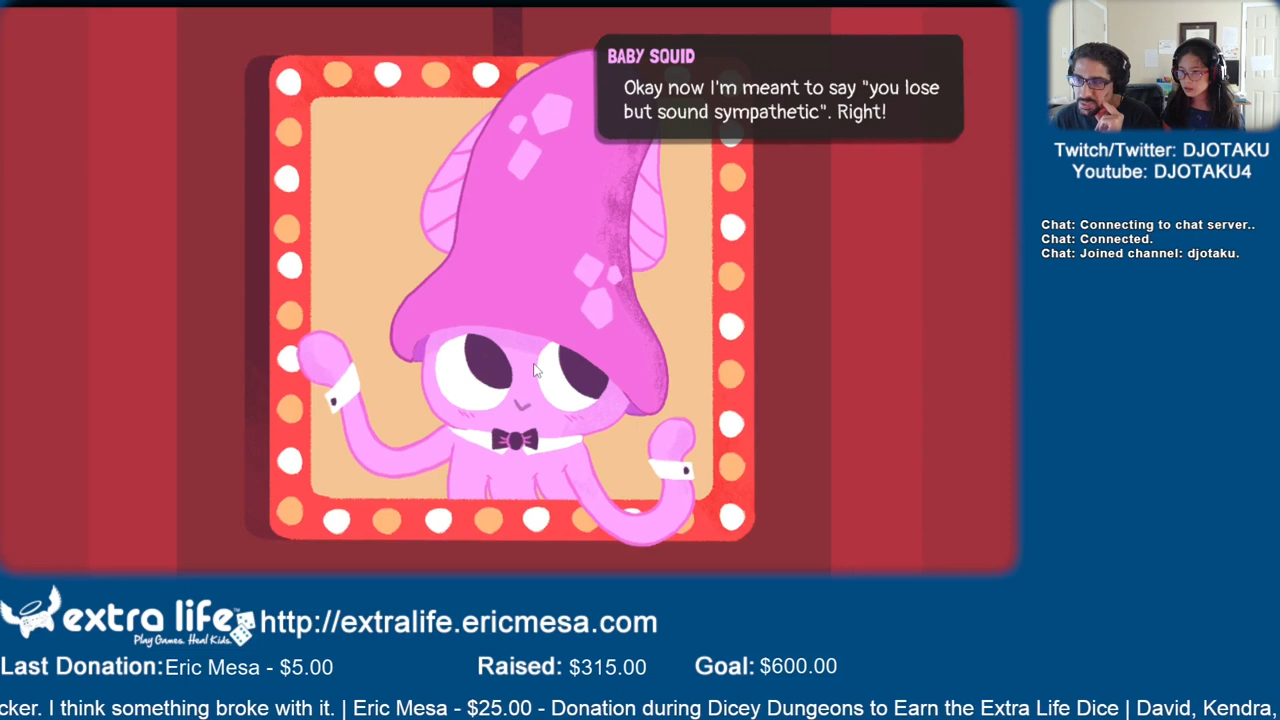 BABY SQUID
Okay now I'm meant to say "you lose
but sound sympathetic". Right!
Twitch/Twitter: DJOTAKU
Youtube: DJOTAKU4
Chat: Connecting to chat server..
Chat: Connected.
Chat: Joined channel: djotaku.
extra life
Play Games. Heal Kids.
http://extralife.ericmesa.com
Last Donation: Eric Mesa - $5.00
Raised: $315.00
Goal: $600.00
cker. I think something broke with it. | Eric Mesa - $25.00 - Donation during Dicey Dungeons to Earn the Extra Life Dice | David, Kendra,